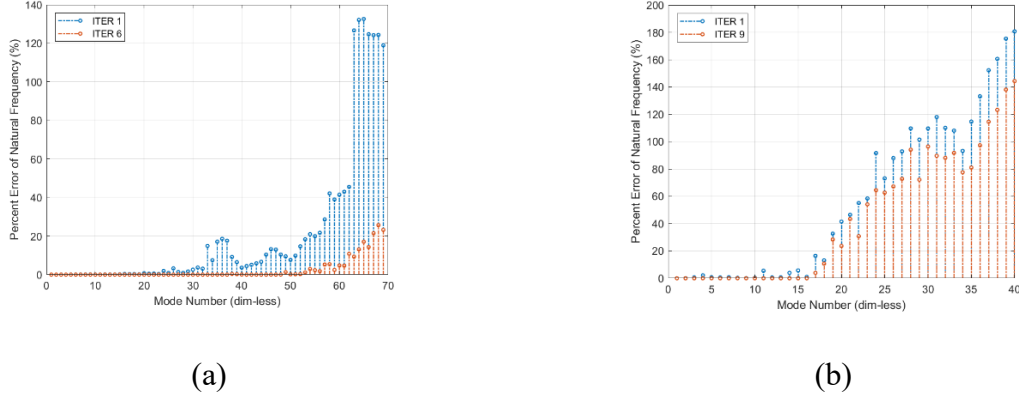 140
120
100
80
60
40
20
0
Percent Error of Natural Frequency (%)
ITER 1
ITER 6
0 10 20 30 40 50 60 70
Mode Number (dim-less)
(a)
200
180
160
140
120
100
80
60
40
20
0
Percent Error of Natural Frequency (%)
ITER 1
ITER 9
0 5 10 15 20 25 30 35 40
Mode Number (dim-less)
(b)